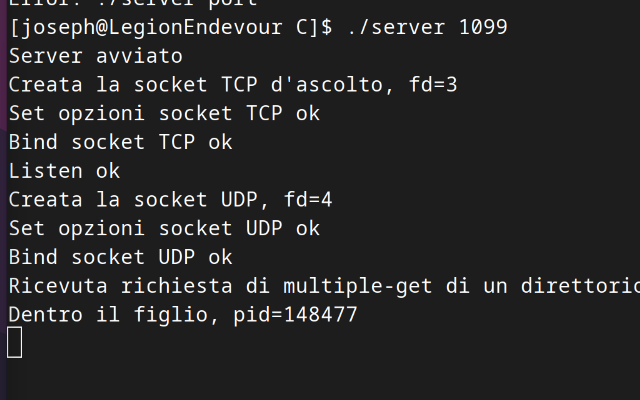 Error: ./server port
[joseph@LegionEndevour C]$ ./server 1099
Server avviato
Creata la socket TCP d'ascolto, fd=3
Set opzioni socket TCP ok
Bind socket TCP ok
Listen ok
Creata la socket UDP, fd=4
Set opzioni socket UDP ok
Bind socket UDP ok
Ricevuta richiesta di multiple-get di un direttorio
Dentro il figlio, pid=148477